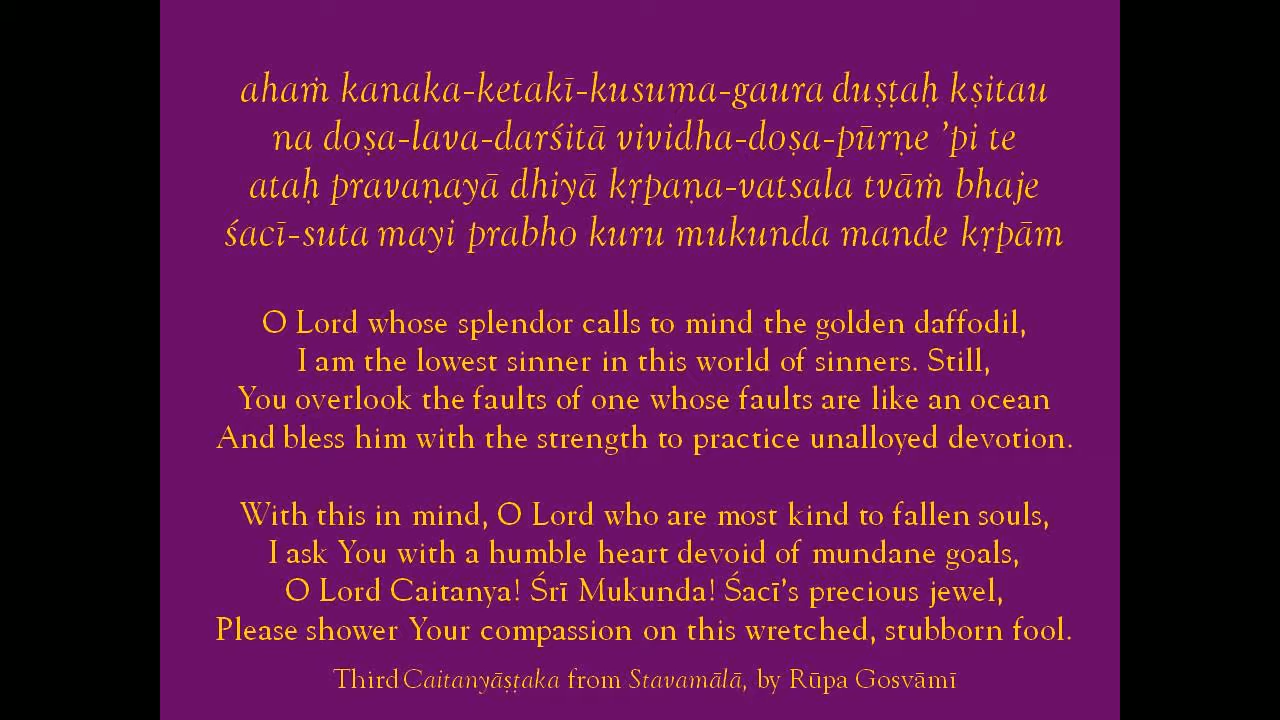 ahaṁ kanaka-ketakī-kusuma-gaura duṣṭaḥ kṣitau
na doṣa-lava-darśitā vividha-doṣa-pūrṇe ’pi te
ataḥ pravaṇayā dhiyā kṛpaṇa-vatsala tvāṁ bhaje
śacī-suta mayi prabho kuru mukunda mande kṛpām
O Lord whose splendor calls to mind the golden daffodil,
I am the lowest sinner in this world of sinners. Still,
You overlook the faults of one whose faults are like an ocean
And bless him with the strength to practice unalloyed devotion.
With this in mind, O Lord who are most kind to fallen souls,
I ask You with a humble heart devoid of mundane goals,
O Lord Caitanya! Śrī Mukunda! Śacī’s precious jewel,
Please shower Your compassion on this wretched, stubborn fool.
Third Caitanyāṣṭaka from Stavamālā, by Rūpa Gosvāmī